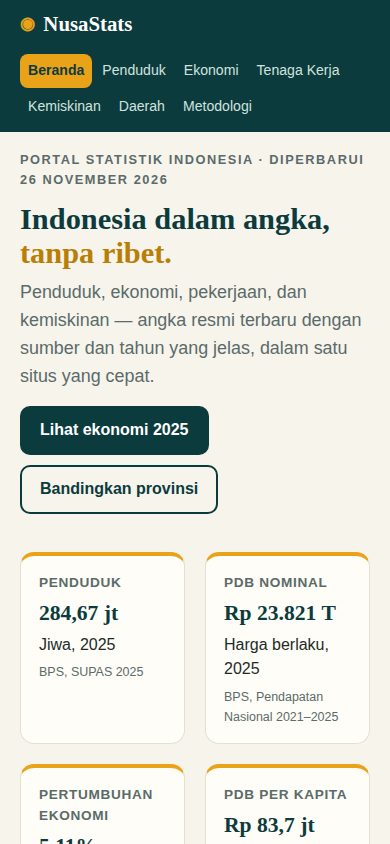 NusaStats
Beranda Penduduk Ekonomi Tenaga Kerja
Kemiskinan Daerah Metodologi
PORTAL STATISTIK INDONESIA · DIPERBARUI
26 NOVEMBER 2026
Indonesia dalam angka,
tanpa ribet.
Penduduk, ekonomi, pekerjaan, dan
kemiskinan — angka resmi terbaru dengan
sumber dan tahun yang jelas, dalam satu
situs yang cepat.
Lihat ekonomi 2025
Bandingkan provinsi
PENDUDUK
284,67 jt
Jiwa, 2025
BPS, SUPAS 2025
PDB NOMINAL
Rp 23.821 T
Harga berlaku,
2025
BPS, Pendapatan
Nasional 2021–2025
PERTUMBUHAN
EKONOMI
5,11%
PDB PER KAPITA
Rp 83,7 jt